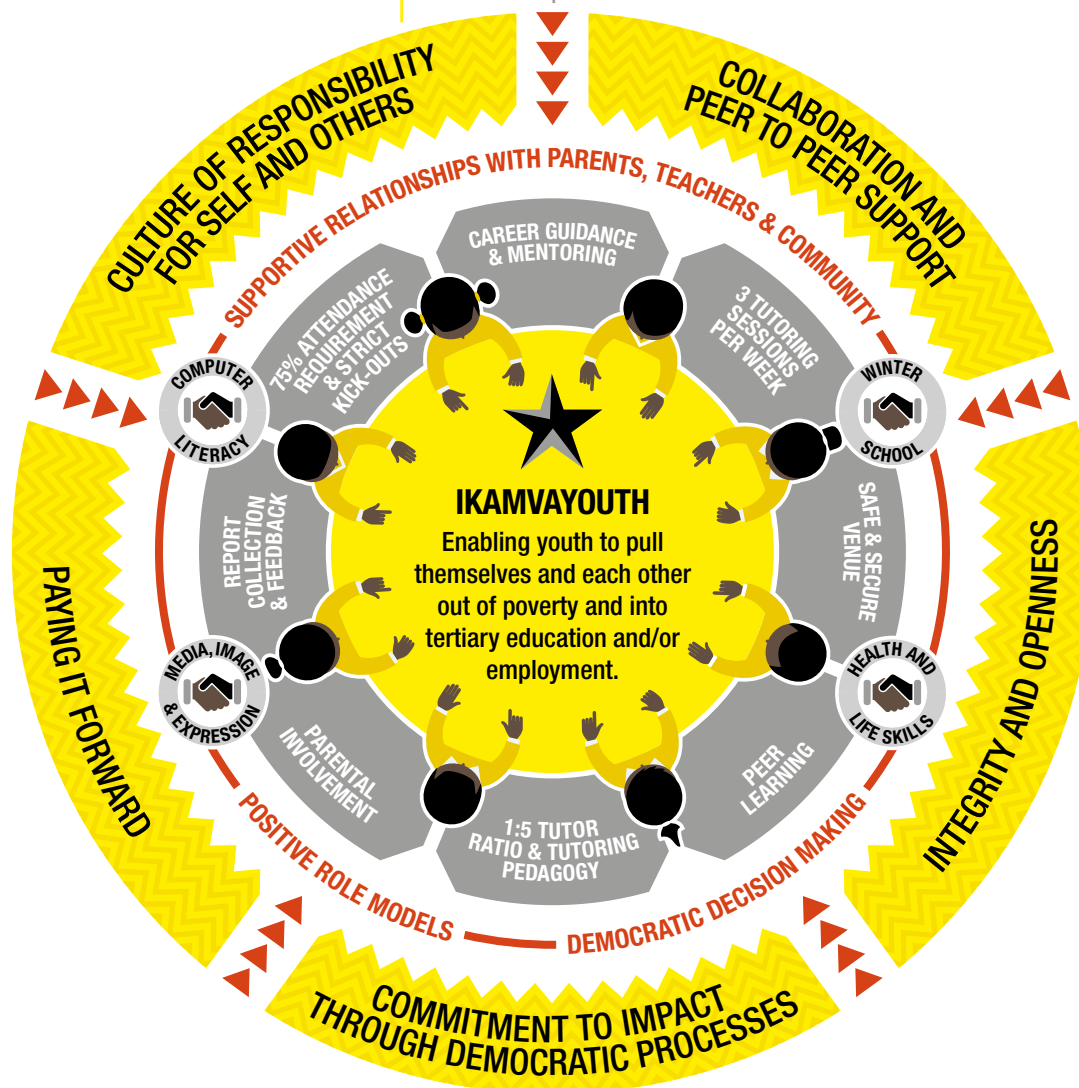 CULTURE OF RESPONSIBILITY
FOR SELF AND OTHERS
COLLABORATION AND
PEER TO PEER SUPPORT
SUPPORTIVE RELATIONSHIPS WITH PARENTS, TEACHERS & COMMUNITY
CAREER GUIDANCE
& MENTORING
75% ATTENDANCE
REQUIREMENT
& STRICT
KICK-OUTS
3 TUTORING
SESSIONS
PER WEEK
COMPUTER
LITERACY
WINTER
SCHOOL
REPORT
COLLECTION
& FEEDBACK
IKAMVAYOUTH
Enabling youth to pull
themselves and each other
out of poverty and into
tertiary education and/or
employment.
SAFE & SECURE
VENUE
PAYING IT FORWARD
INTEGRITY AND OPENNESS
MEDIA, IMAGE
& EXPRESSION
HEALTH AND
LIFE SKILLS
PARENTAL
INVOLVEMENT
PEER
LEARNING
1:5 TUTOR
RATIO & TUTORING
PEDAGOGY
POSITIVE ROLE MODELS
DEMOCRATIC DECISION MAKING
COMMITMENT TO IMPACT
THROUGH DEMOCRATIC PROCESSES